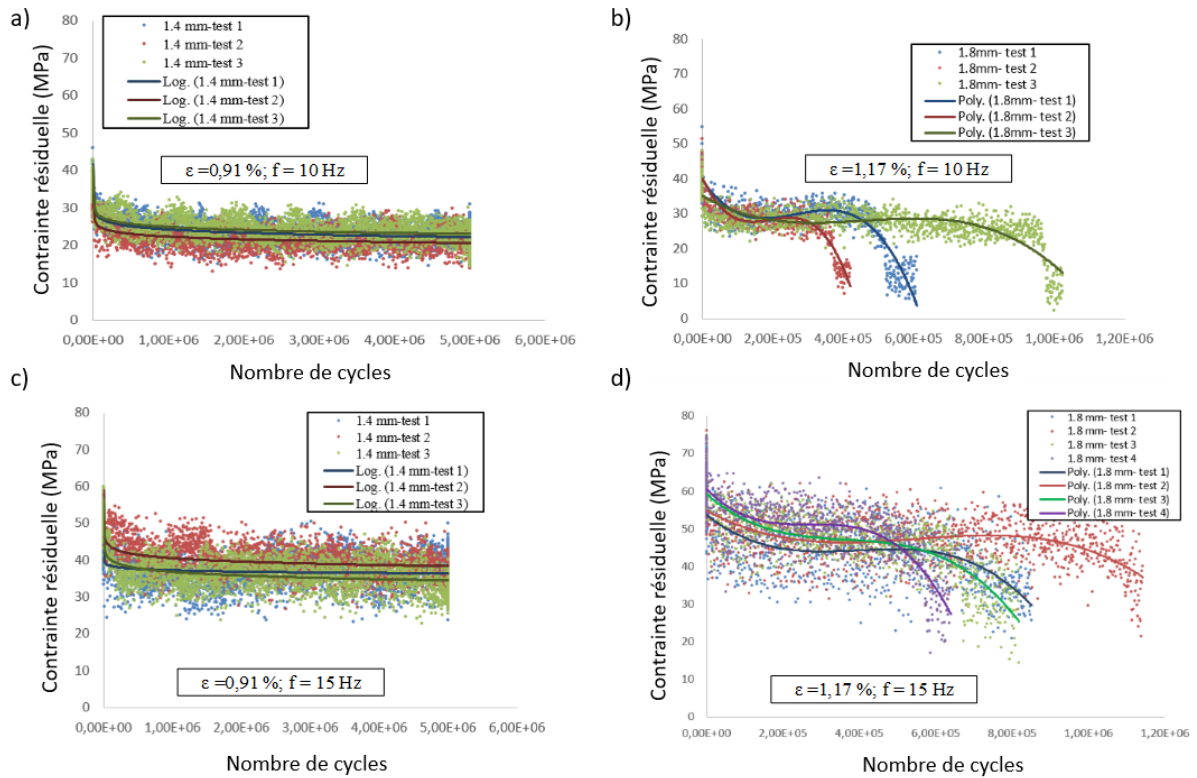 a)
Contrainte résiduelle (MPa)
80
70
60
50
40
30
20
10
0
1.4 mm-test 1
1.4 mm-test 2
1.4 mm-test 3
Log. (1.4 mm-test 1)
Log. (1.4 mm-test 2)
Log. (1.4 mm-test 3)
ε =0,91 %; f = 10 Hz
0,00E+00 1,00E+06 2,00E+06 3,00E+06 4,00E+06 5,00E+06 6,00E+06
Nombre de cycles
b)
Contrainte résiduelle (MPa)
80
70
60
50
40
30
20
10
0
1.8mm- test 1
1.8mm- test 2
1.8mm- test 3
Poly. (1.8mm- test 1)
Poly. (1.8mm- test 2)
Poly. (1.8mm- test 3)
ε =1,17 %; f = 10 Hz
0,00E+00 2,00E+05 4,00E+05 6,00E+05 8,00E+05 1,00E+06 1,20E+06
Nombre de cycles
c)
Contrainte résiduelle (MPa)
80
70
60
50
40
30
20
10
0
1.4 mm-test 1
1.4 mm-test 2
1.4 mm-test 3
Log. (1.4 mm-test 1)
Log. (1.4 mm-test 2)
Log. (1.4 mm-test 3)
ε =0,91 %; f = 15 Hz
0,00E+00 1,00E+06 2,00E+06 3,00E+06 4,00E+06 5,00E+06 6,00E+06
Nombre de cycles
d)
Contrainte résiduelle (MPa)
80
70
60
50
40
30
20
10
0
1.8 mm- test 1
1.8 mm- test 2
1.8 mm- test 3
1.8 mm- test 4
Poly. (1.8 mm- test 1)
Poly. (1.8 mm- test 2)
Poly. (1.8 mm- test 3)
Poly. (1.8 mm- test 4)
ε =1,17 %; f = 15 Hz
0,00E+00 2,00E+05 4,00E+05 6,00E+05 8,00E+05 1,00E+06 1,20E+06
Nombre de cycles